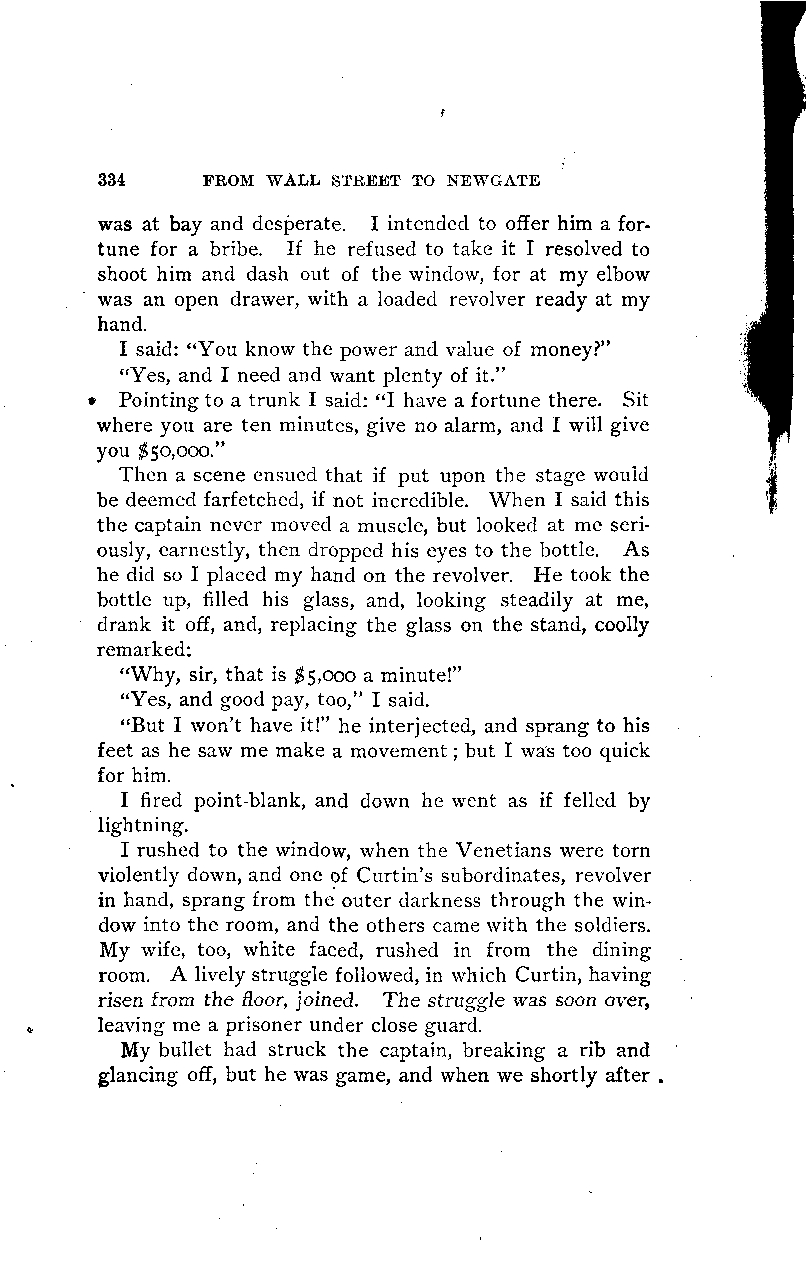 334 FROM WALL STREET TO NEWGATE
was at bay and desperate. I intended to offer him a for-
tune for a bribe. If he refused to take it I resolved to
shoot him and dash out of the window, for at my elbow
was an open drawer, with a loaded revolver ready at my
hand.
I said: “You know the power and value of money?”
“Yes, and I need and want plenty of it.”
Pointing to a trunk I said: “I have a fortune there. Sit
where you are ten minutes, give no alarm, and I will give
you $50,000.”
Then a scene ensued that if put upon the stage would
be deemed farfetched, if not incredible. When I said this
the captain never moved a muscle, but looked at me seri-
ously, earnestly, then dropped his eyes to the bottle. As
he did so I placed my hand on the revolver. He took the
bottle up, filled his glass, and, looking steadily at me,
drank it off, and, replacing the glass on the stand, coolly
remarked:
“Why, sir, that is $5,000 a minute!”
“Yes, and good pay, too,” I said.
“But I won’t have it!” he interjected, and sprang to his
feet as he saw me make a movement; but I was too quick
for him.
I fired point-blank, and down he went as if felled by
lightning.
I rushed to the window, when the Venetians were torn
violently down, and one of Curtin’s subordinates, revolver
in hand, sprang from the outer darkness through the win-
dow into the room, and the others came with the soldiers.
My wife, too, white faced, rushed in from the dining
room. A lively struggle followed, in which Curtin, having
risen from the floor, joined. The struggle was soon over,
leaving me a prisoner under close guard.
My bullet had struck the captain, breaking a rib and
glancing off, but he was game, and when we shortly after